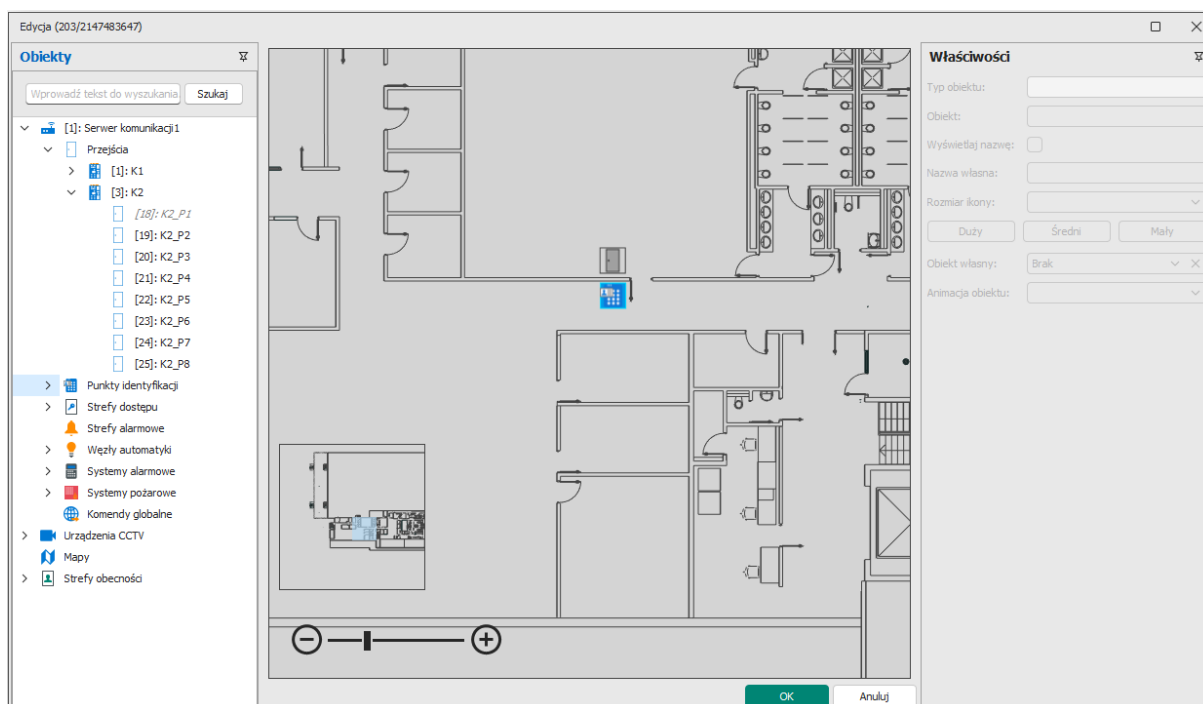 Edycja (203/2147483647)
Obiekty
Wprowadź tekst do wyszukania
Szukaj
[1]: Serwer komunikacji1
Przejścia
[1]: K1
[3]: K2
[18]: K2_P1
[19]: K2_P2
[20]: K2_P3
[21]: K2_P4
[22]: K2_P5
[23]: K2_P6
[24]: K2_P7
[25]: K2_P8
Punkty identyfikacji
Strefy dostępu
Strefy alarmowe
Węzły automatyki
Systemy alarmowe
Systemy pożarowe
Komendy globalne
Urządzenia CCTV
Mapy
Strefy obecności
OK
Anuluj
Właściwości
Typ obiektu:
Obiekt:
Wyświetlaj nazwę:
Nazwa własna:
Rozmiar ikony:
Duży
Średni
Mały
Obiekt własny:
Brak
Animacja obiektu: